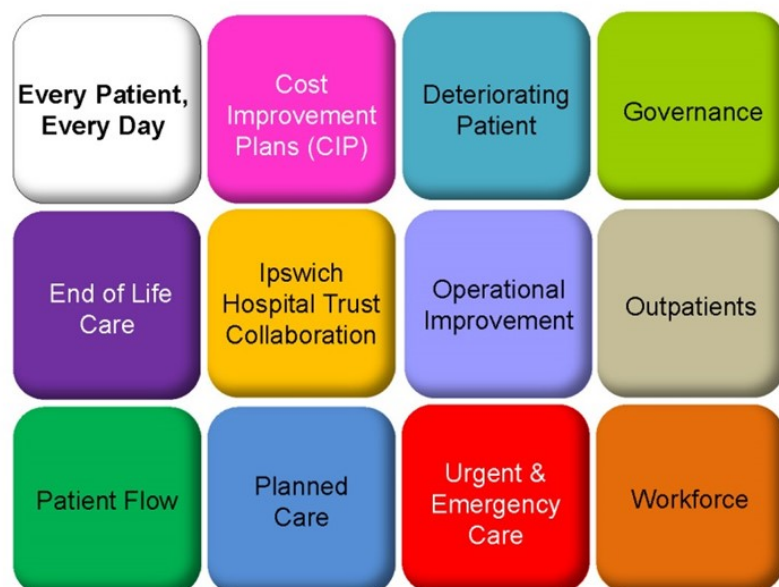 Every Patient,
Every Day
Cost
Improvement
Plans (CIP)
Deteriorating
Patient
Governance
End of Life
Care
Ipswich
Hospital Trust
Collaboration
Operational
Improvement
Outpatients
Patient Flow
Planned
Care
Urgent &
Emergency
Care
Workforce